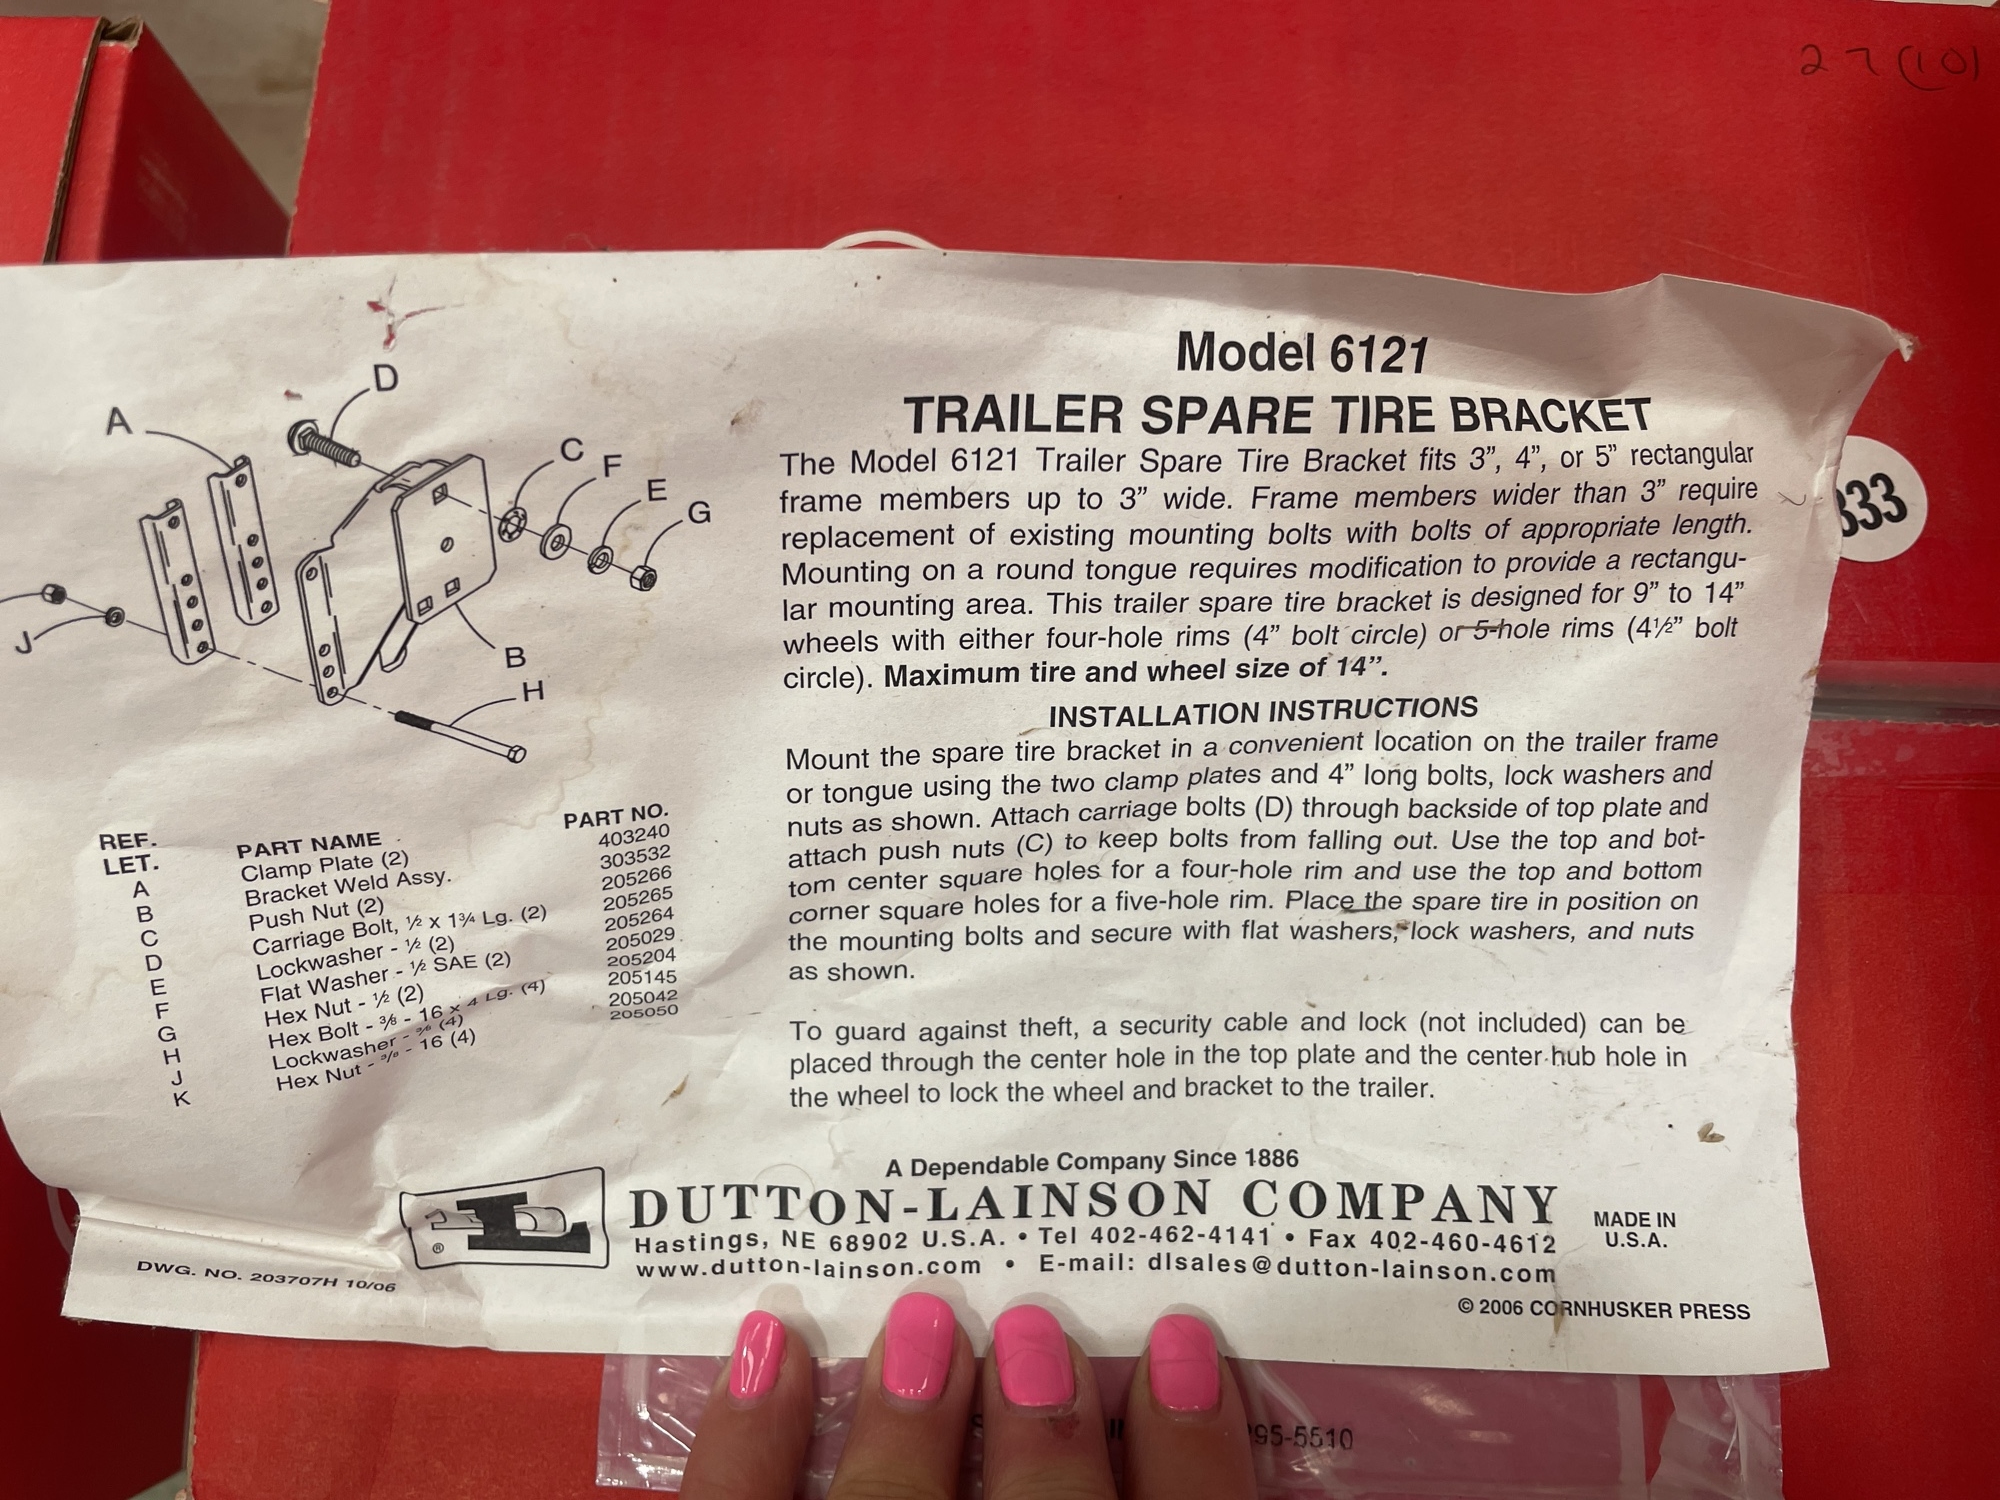 27(10)
Model 6121
TRAILER SPARE TIRE BRACKET
The Model 6121 Trailer Spare Tire Bracket fits 3”, 4”, or 5” rectangular
frame members up to 3” wide. Frame members wider than 3” require
replacement of existing mounting bolts with bolts of appropriate length.
Mounting on a round tongue requires modification to provide a rectangu-
lar mounting area. This trailer spare tire bracket is designed for 9” to 14”
wheels with either four-hole rims (4” bolt circle) or 5-hole rims (4½” bolt
circle). Maximum tire and wheel size of 14”.
INSTALLATION INSTRUCTIONS
Mount the spare tire bracket in a convenient location on the trailer frame
or tongue using the two clamp plates and 4” long bolts, lock washers and
nuts as shown. Attach carriage bolts (D) through backside of top plate and
attach push nuts (C) to keep bolts from falling out. Use the top and bot-
tom center square holes for a four-hole rim and use the top and bottom
corner square holes for a five-hole rim. Place the spare tire in position on
the mounting bolts and secure with flat washers, lock washers, and nuts
as shown.
To guard against theft, a security cable and lock (not included) can be
placed through the center hole in the top plate and the center hub hole in
the wheel to lock the wheel and bracket to the trailer.
333
A
D
C
F
E
G
J
B
H
REF. LET. PART NAME PART NO.
A Clamp Plate (2) 403240
B Bracket Weld Assy. 303532
C Push Nut (2) 205266
D Carriage Bolt, ½ x 1¾ Lg. (2) 205265
E Lockwasher - ½ (2) 205264
F Flat Washer - ½ SAE (2) 205029
G Hex Nut - ½ (2) 205204
H Hex Bolt - ⅜ - 16 x 4 Lg. (4) 205145
J Lockwasher - ⅜ (4) 205042
K Hex Nut - ⅜ - 16 (4) 205050
A Dependable Company Since 1886
DL ®
DUTTON-LAINSON COMPANY
Hastings, NE 68902 U.S.A. • Tel 402-462-4141 • Fax 402-460-4612
www.dutton-lainson.com • E-mail: dlsales@dutton-lainson.com
MADE IN
U.S.A.
DWG. NO. 203707H 10/06
© 2006 CORNHUSKER PRESS
95-5510